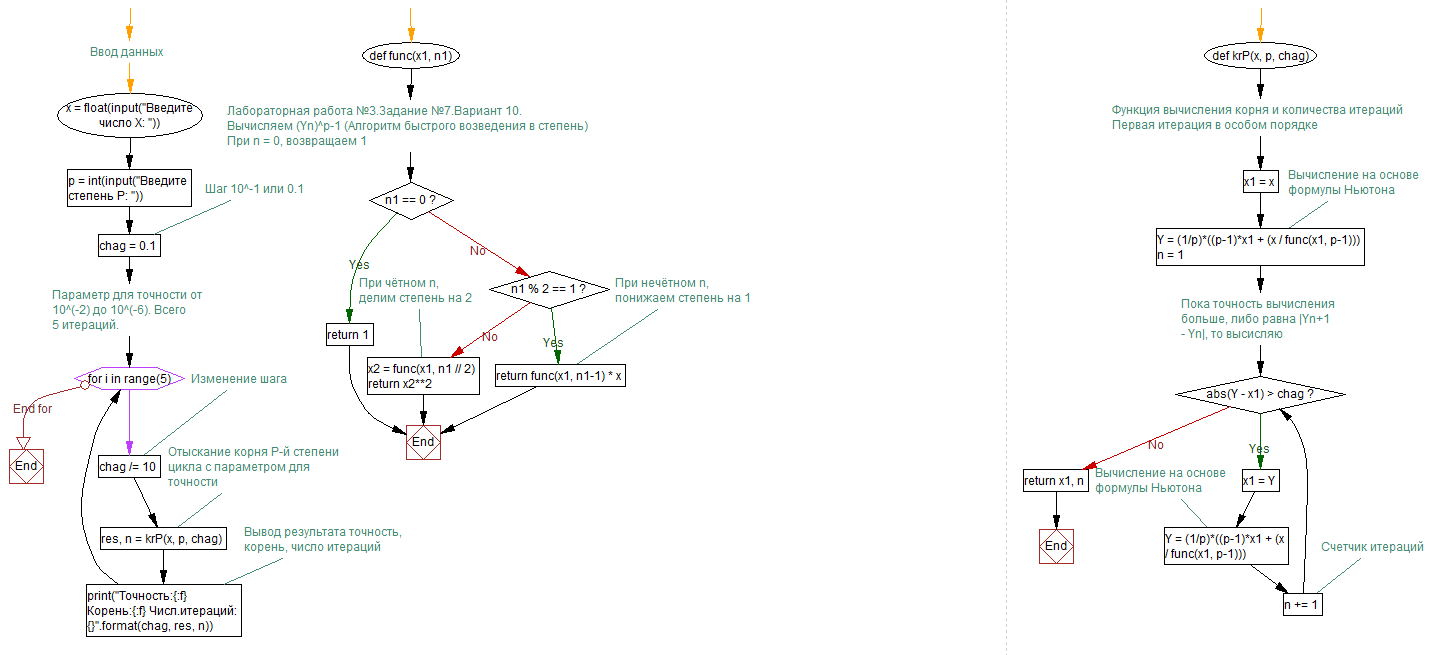 Ввод данных
x = float(input("Введите
число X: "))
p = int(input("Введите
степень P: "))
Шаг 10^-1 или 0.1
chag = 0.1
Параметр для точности от
10^(-2) до 10^(-6). Всего
5 итераций.
for i in range(5)
Изменение шага
End for
End
chag /= 10
Отыскание корня P-й степени
цикла с параметром для
точности
res, n = krP(x, p, chag)
Вывод результата точность,
корень, число итераций
print("Точность:{:f}
Корень:{:f} Числ.итераций:
{}".format(chag, res, n))
def func(x1, n1)
Лабораторная работа №3.Задание №7.Вариант 10.
Вычисляем (Yn)^p-1 (Алгоритм быстрого возведения в степень)
При n = 0, возвращаем 1
n1 == 0 ?
Yes
No
При чётном n,
делим степень на 2
n1 % 2 == 1 ?
При нечётном n,
понижаем степень на 1
return 1
No
Yes
x2 = func(x1, n1 // 2)
return x2**2
return func(x1, n1-1) * x
End
def krP(x, p, chag)
Функция вычисления корня и количества итераций
Первая итерация в особом порядке
x1 = x
Вычисление на основе
формулы Ньютона
Y = (1/p)*((p-1)*x1 + (x / func(x1, p-1)))
n = 1
Пока точность вычисления
больше, либо равна |Yn+1
- Yn|, то высисляю
abs(Y - x1) > chag ?
No
Yes
return x1, n
Вычисление на основе
формулы Ньютона
x1 = Y
End
Y = (1/p)*((p-1)*x1 + (x
/ func(x1, p-1)))
Счетчик итераций
n += 1